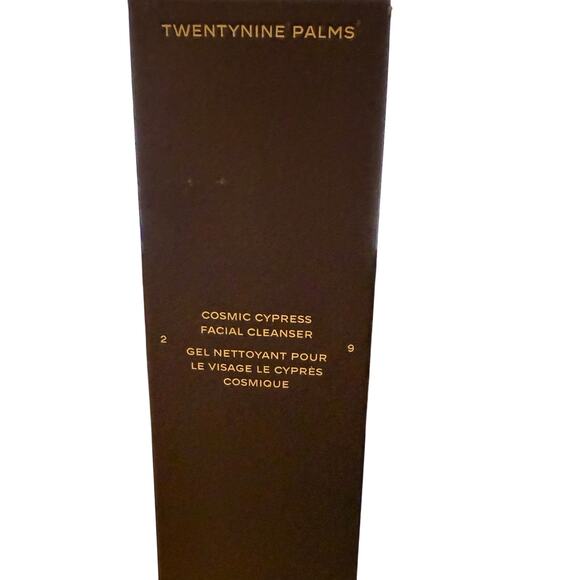 TWENTYNINE PALMS
COSMIC CYPRESS
FACIAL CLEANSER
2
9
GEL NETTOYANT POUR
LE VISAGE LE CYPRÈS
COSMIQUE